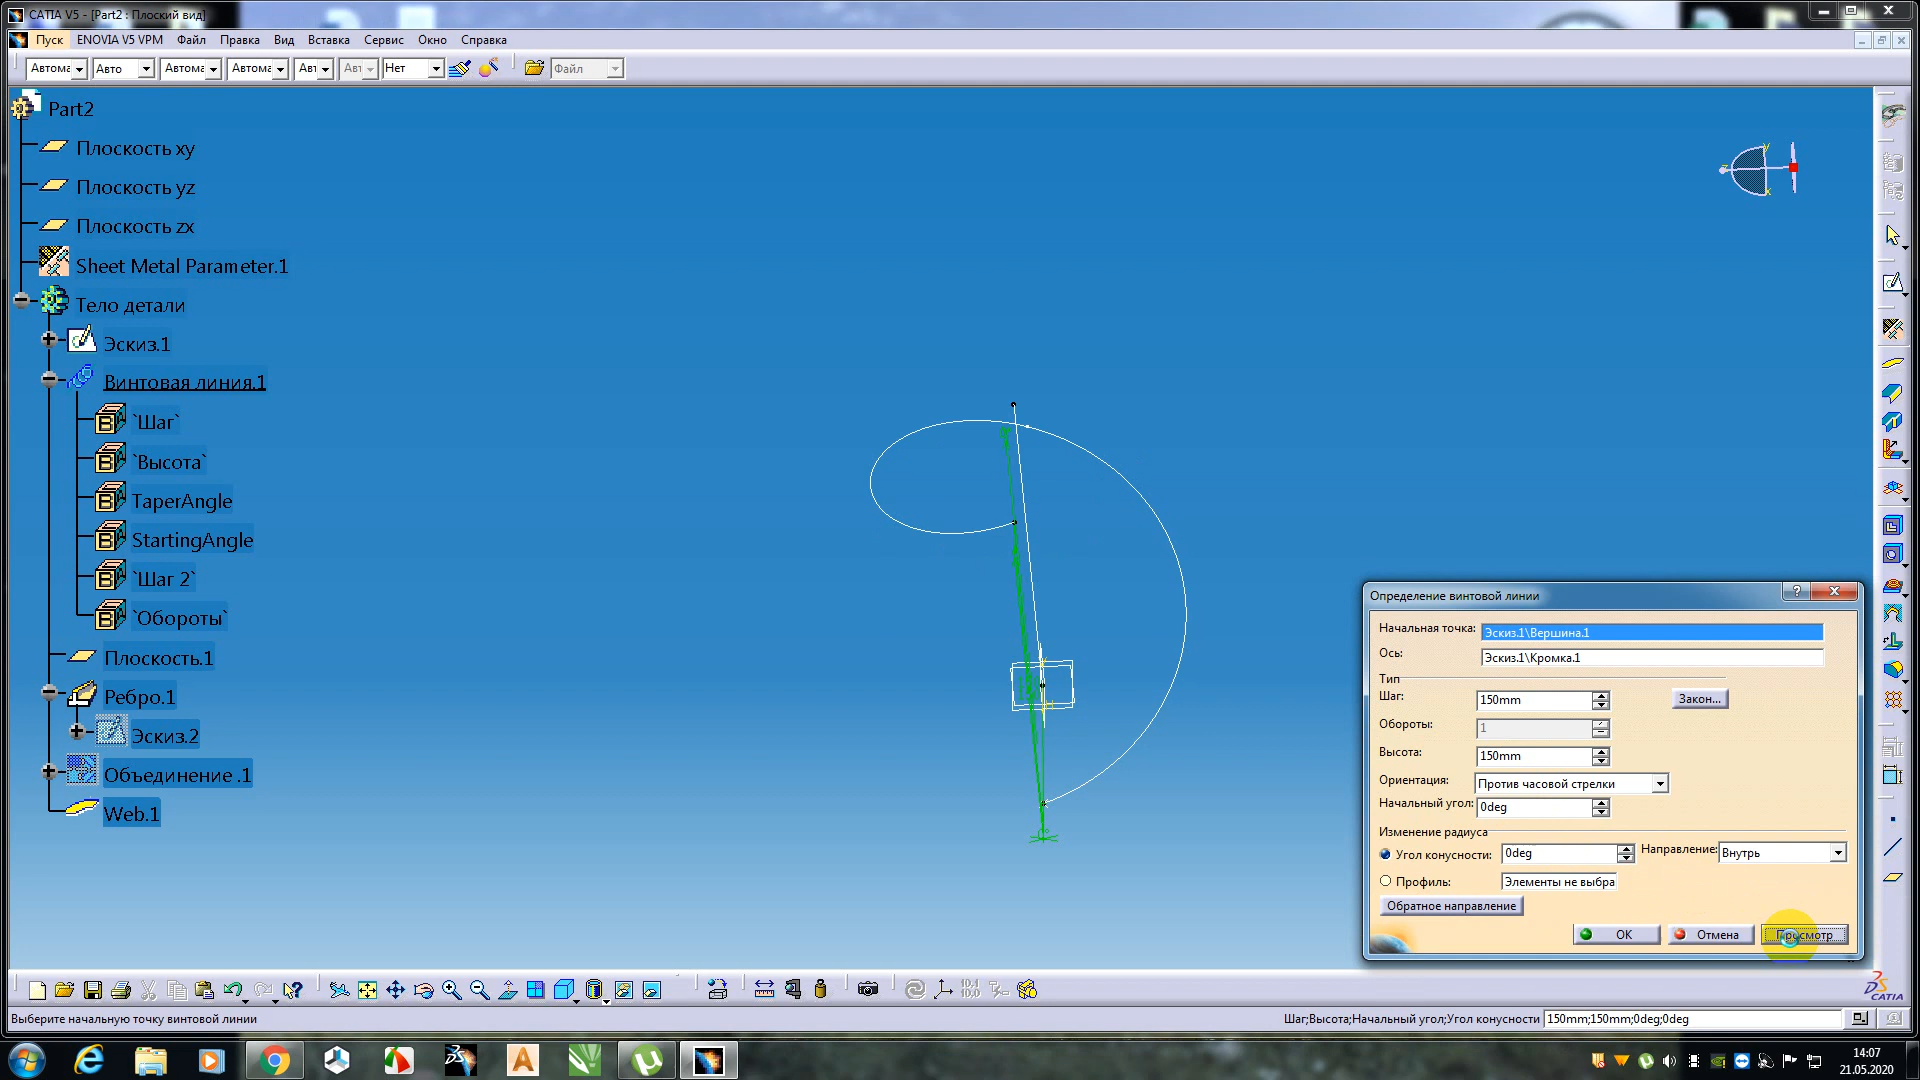 CATIA V5 - [Part2 : Плоский вид]
Пуск ENOVIA V5 VPM Файл Правка Вид Вставка Сервис Окно Справка
Автома Авто Автома Автома Авт Авт Нет Файл
Part2
Плоскость xy
Плоскость yz
Плоскость zx
Sheet Metal Parameter.1
Тело детали
Эскиз.1
Винтовая линия.1
`Шаг`
`Высота`
TaperAngle
StartingAngle
`Шаг 2`
`Обороты`
Плоскость.1
Ребро.1
Эскиз.2
Объединение .1
Web.1
y
z
x
Определение винтовой линии
Начальная точка: Эскиз.1\Вершина.1
Ось: Эскиз.1\Кромка.1
Тип
Шаг: 150mm Закон...
Обороты: 1
Высота: 150mm
Ориентация: Против часовой стрелки
Начальный угол: 0deg
Изменение радиуса
Угол конусности: 0deg Направление: Внутрь
Профиль: Элементы не выбра
Обратное направление
OK Отмена Просмотр
CATIA
Выберите начальную точку винтовой линии Шаг;Высота;Начальный угол;Угол конусности 150mm;150mm;0deg;0deg
14:07
21.05.2020